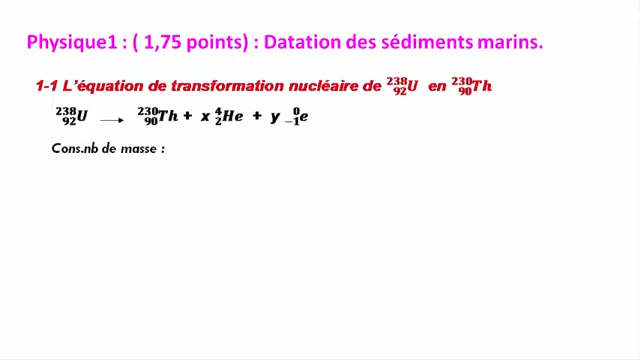 Physique1 : ( 1,75 points) : Datation des sédiments marins.
1-1 L'équation de transformation nucléaire de ²³⁸₉₂U en ²³⁰₉₀Th
²³⁸₉₂U → ²³⁰₉₀Th + x ⁴₂He + y ⁰₋₁e
Cons.nb de masse :